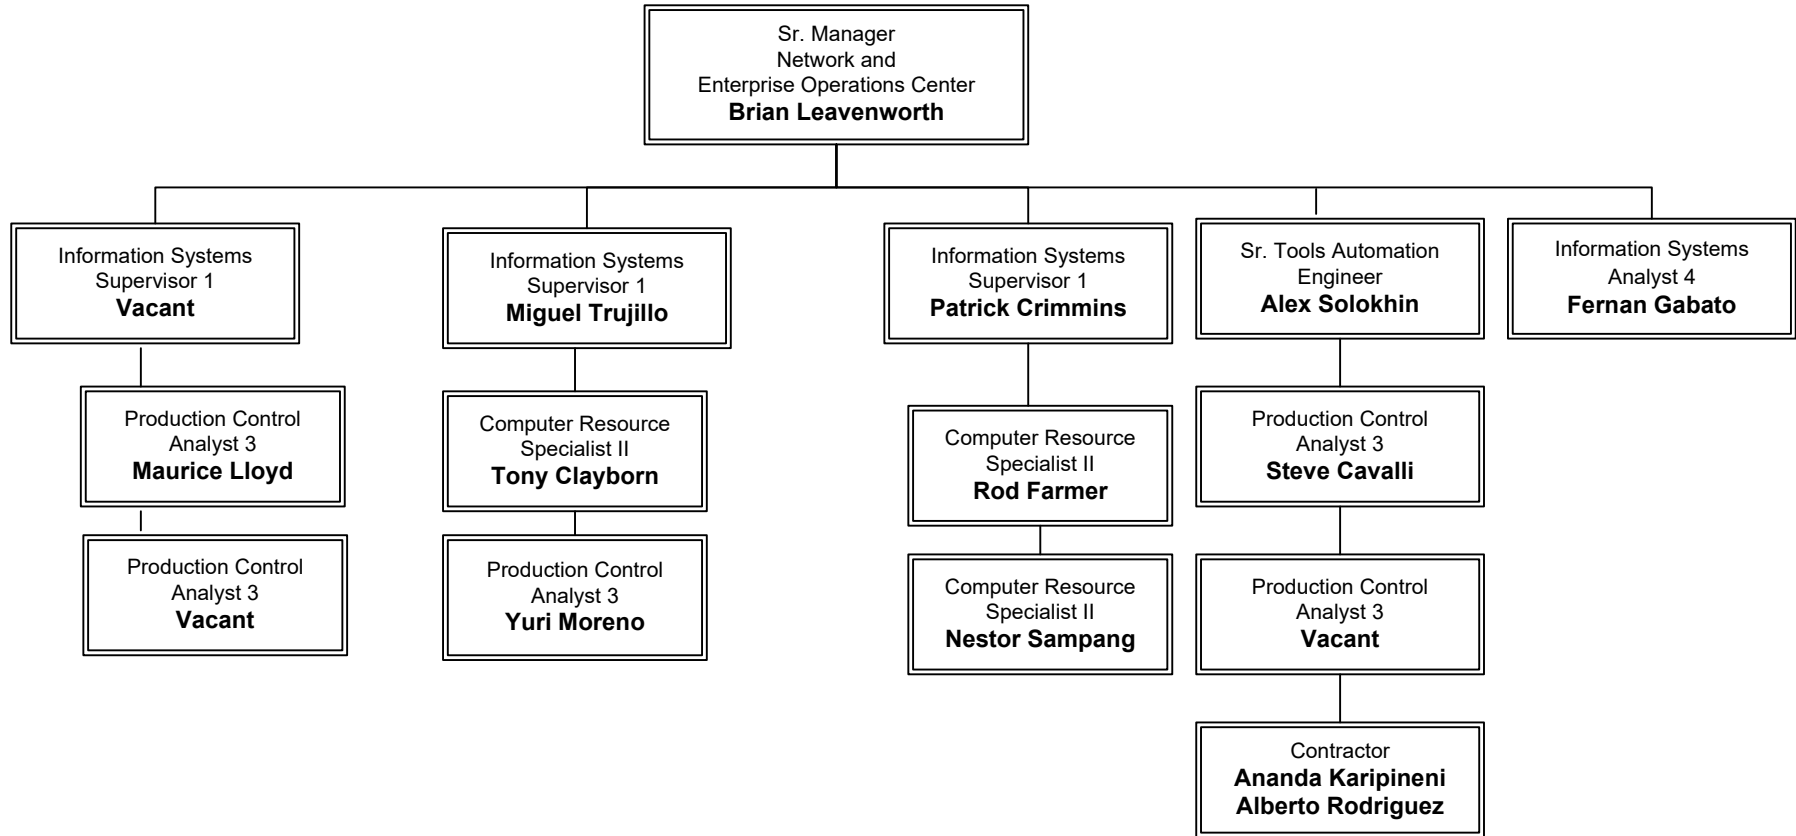 Sr. Manager
Network and
Enterprise Operations Center
Brian Leavenworth
Information Systems
Supervisor 1
Vacant
Production Control
Analyst 3
Maurice Lloyd
Production Control
Analyst 3
Vacant
Information Systems
Supervisor 1
Miguel Trujillo
Computer Resource
Specialist II
Tony Clayborn
Production Control
Analyst 3
Yuri Moreno
Information Systems
Supervisor 1
Patrick Crimmins
Computer Resource
Specialist II
Rod Farmer
Computer Resource
Specialist II
Nestor Sampang
Sr. Tools Automation
Engineer
Alex Solokhin
Production Control
Analyst 3
Steve Cavalli
Production Control
Analyst 3
Vacant
Contractor
Ananda Karipineni
Alberto Rodriguez
Information Systems
Analyst 4
Fernan Gabato